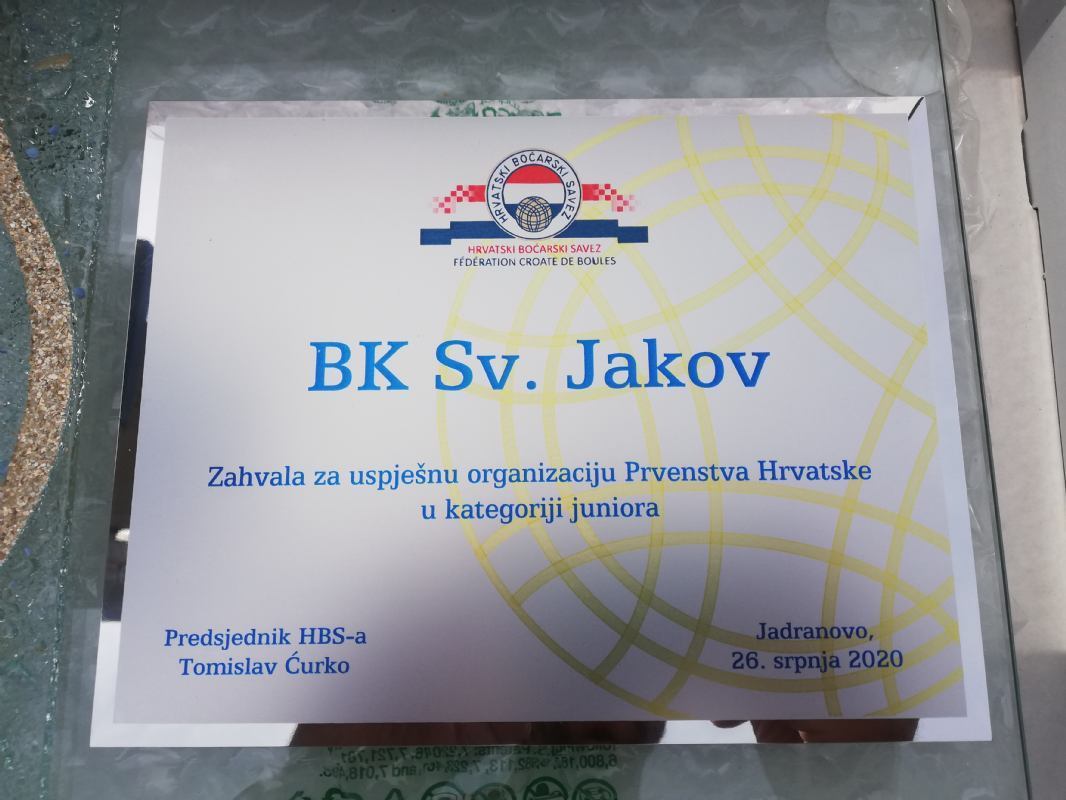 HRVATSKI BOĆARSKI SAVEZ
HRVATSKI BOĆARSKI SAVEZ
FÉDÉRATION CROATE DE BOULES
BK Sv. Jakov
Zahvala za uspješnu organizaciju Prvenstva Hrvatske
u kategoriji juniora
Predsjednik HBS-a
Tomislav Ćurko
Jadranovo,
26. srpnja 2020